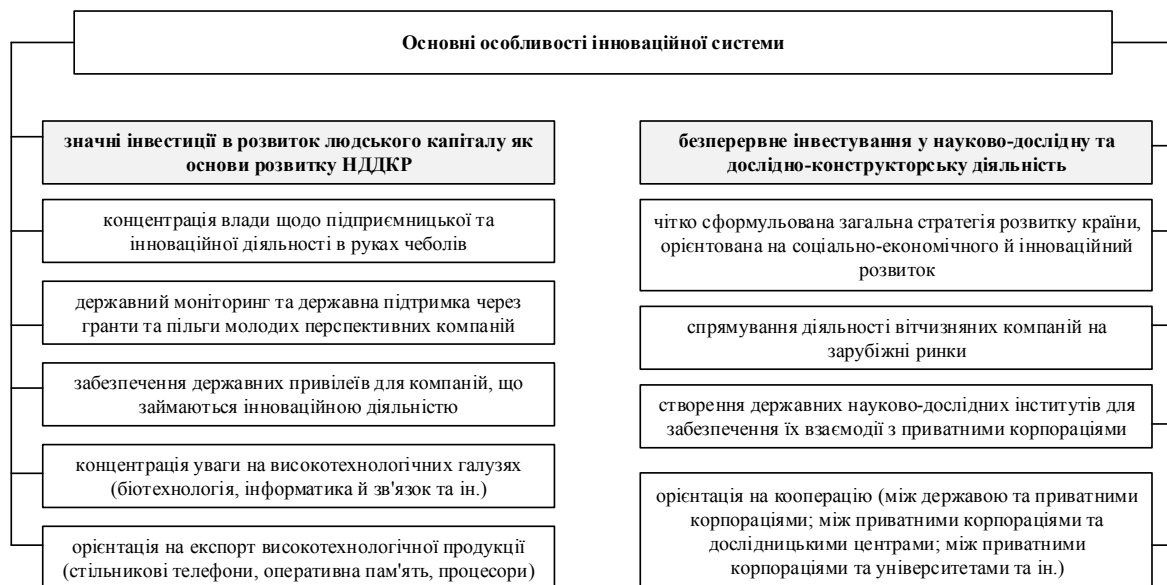 Основні особливості інноваційної системи
значні інвестиції в розвиток людського капіталу як
основи розвитку НДДКР
концентрація влади щодо підприємницької та
інноваційної діяльності в руках чеболів
державний моніторинг та державна підтримка через
гранти та пільги молодих перспективних компаній
забезпечення державних привілеїв для компаній, що
займаються інноваційною діяльністю
концентрація уваги на високотехнологічних галузях
(біотехнологія, інформатика й зв'язок та ін.)
орієнтація на експорт високотехнологічної продукції
(стільникові телефони, оперативна пам'ять, процесори)
безперервне інвестування у науково-дослідну та
дослідно-конструкторську діяльність
чітко сформульована загальна стратегія розвитку країни,
орієнтована на соціально-економічного й інноваційний
розвиток
спрямування діяльності вітчизняних компаній на
зарубіжні ринки
створення державних науково-дослідних інститутів для
забезпечення їх взаємодії з приватними корпораціями
орієнтація на кооперацію (між державою та приватними
корпораціями; між приватними корпораціями та
дослідницькими центрами; між приватними
корпораціями та університетами та ін.)